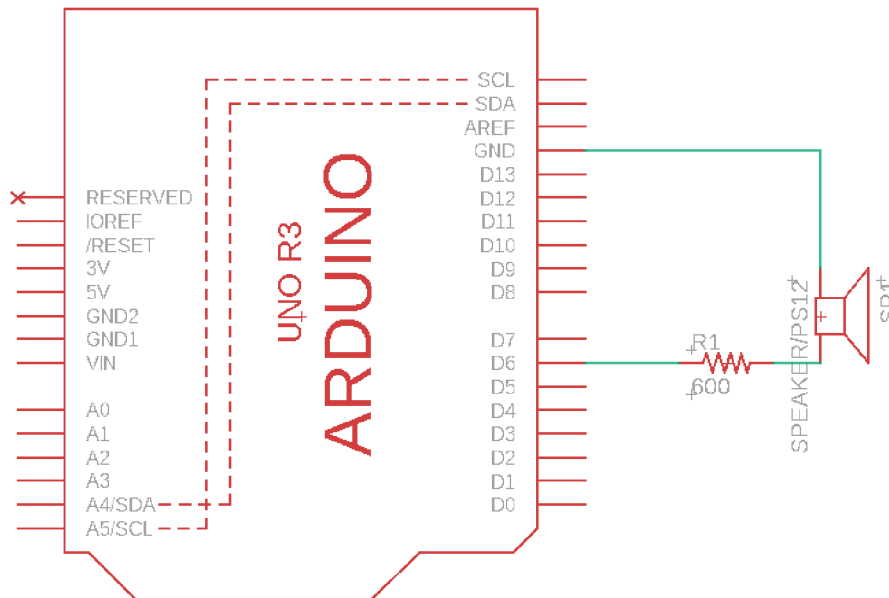 SCL
SDA
AREF
GND
D13
D12
D11
D10
D9
D8
D7
D6
D5
D4
D3
D2
D1
D0
RESERVED
IOREF
/RESET
3V
5V
GND2
GND1
VIN
A0
A1
A2
A3
A4/SDA
A5/SCL
UNO R3
ARDUINO
R1
600
SPEAKER/PS12
SP1